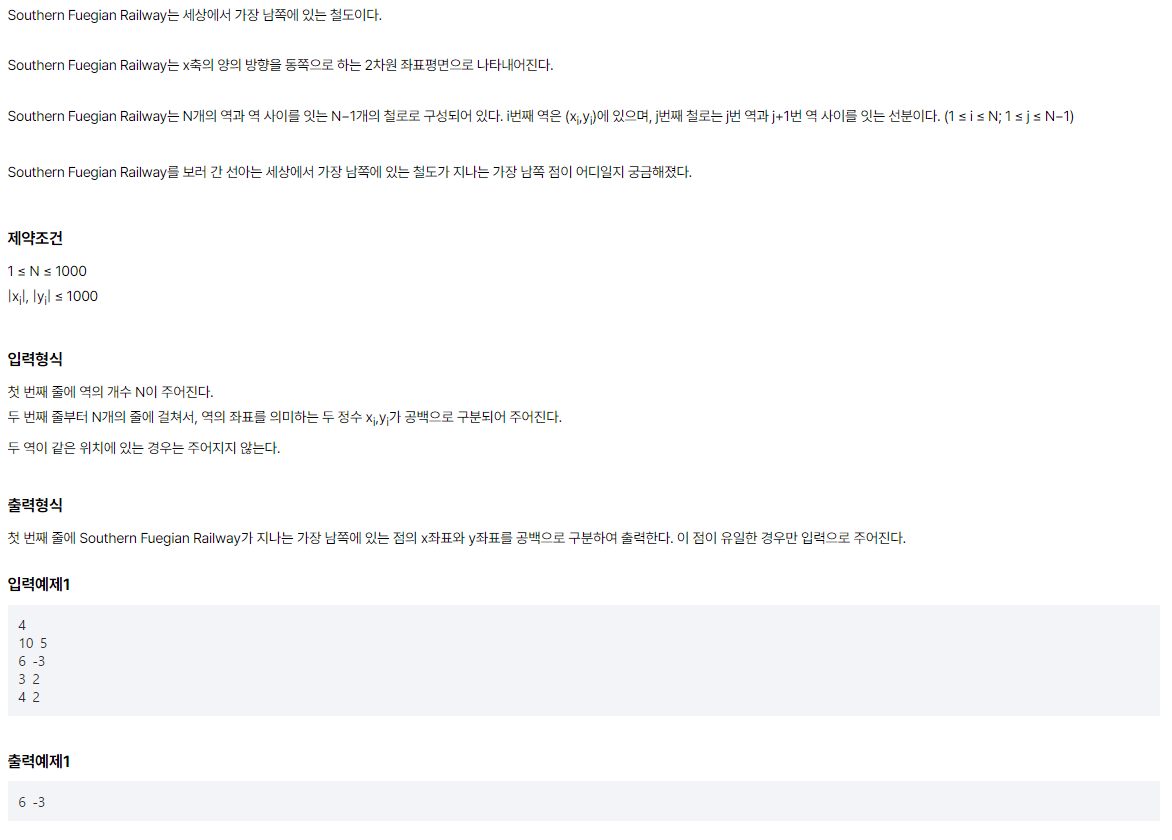 Southern Fuegian Railway는 세상에서 가장 남쪽에 있는 철도이다.
Southern Fuegian Railway는 x축의 양의 방향을 동쪽으로 하는 2차원 좌표평면으로 나타내어진다.
Southern Fuegian Railway는 N개의 역과 역 사이를 잇는 N−1개의 철로로 구성되어 있다. i번째 역은 (xi,yi)에 있으며, j번째 철로는 j번 역과 j+1번 역 사이를 잇는 선분이다. (1 ≤ i ≤ N; 1 ≤ j ≤ N−1)
Southern Fuegian Railway를 보러 간 선아는 세상에서 가장 남쪽에 있는 철도가 지나는 가장 남쪽 점이 어디일지 궁금해졌다.
제약조건
1 ≤ N ≤ 1000
|xi|, |yi| ≤ 1000
입력형식
첫 번째 줄에 역의 개수 N이 주어진다.
두 번째 줄부터 N개의 줄에 걸쳐서, 역의 좌표를 의미하는 두 정수 xi,yi가 공백으로 구분되어 주어진다.
두 역이 같은 위치에 있는 경우는 주어지지 않는다.
출력형식
첫 번째 줄에 Southern Fuegian Railway가 지나는 가장 남쪽에 있는 점의 x좌표와 y좌표를 공백으로 구분하여 출력한다. 이 점이 유일한 경우만 입력으로 주어진다.
입력예제1
4
10 5
6 -3
3 2
4 2
출력예제1
6 -3